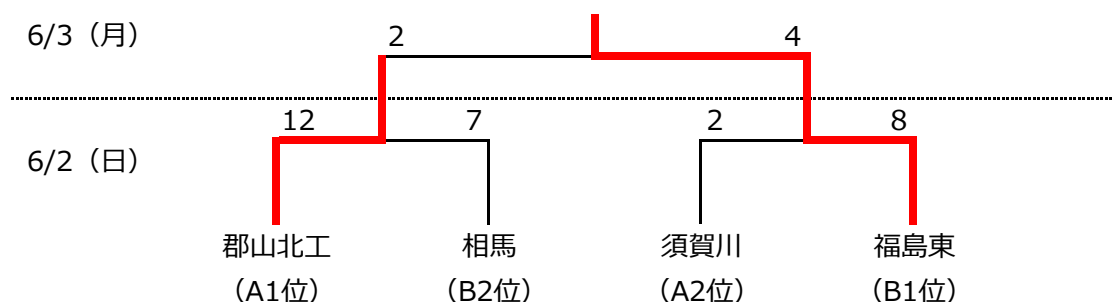 6/3（月）
2
4
12
7
2
8
6/2（日）
郡山北工
相馬
須賀川
福島東
（A1位）
（B2位）
（A2位）
（B1位）